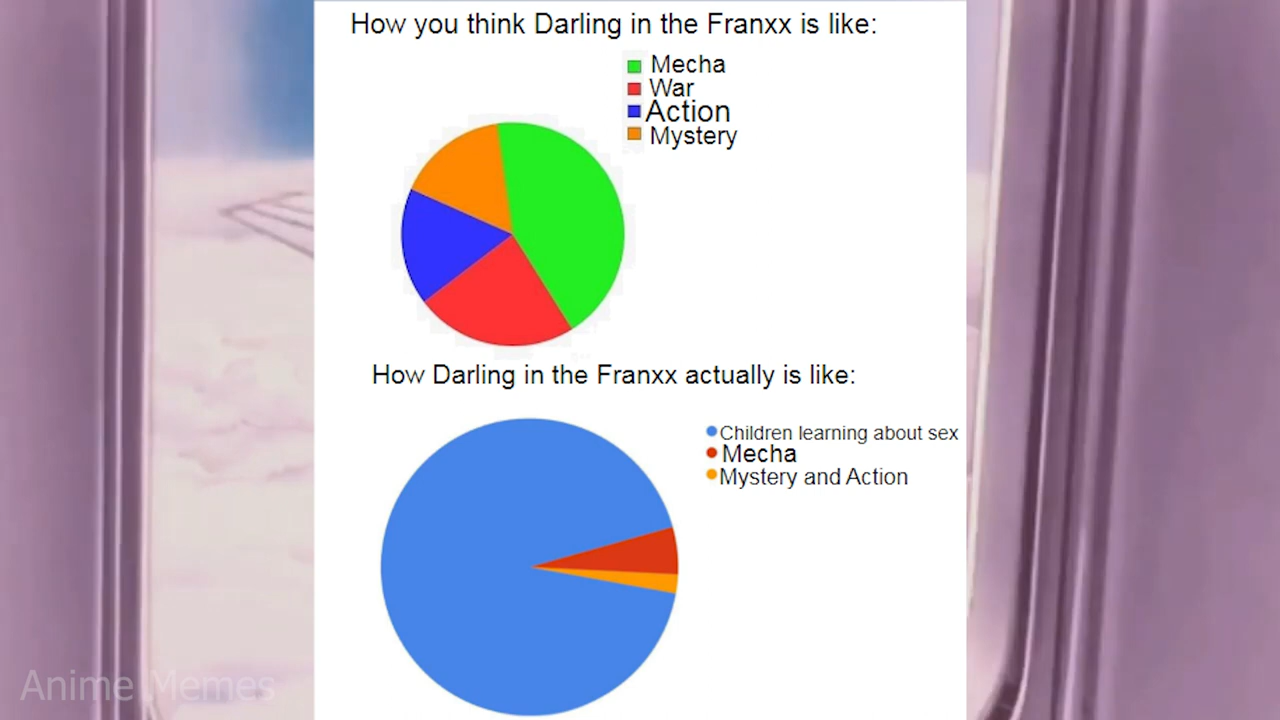 How you think Darling in the Franxx is like:
Mecha
War
Action
Mystery
How Darling in the Franxx actually is like:
Children learning about sex
Mecha
Mystery and Action
Anime Memes